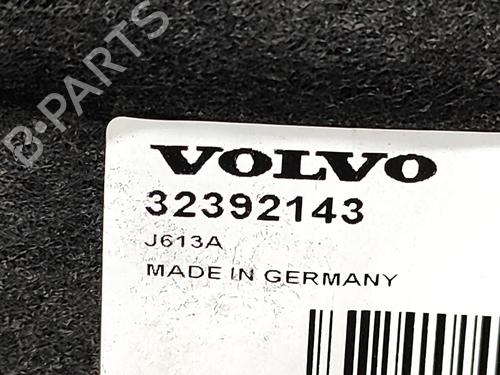 B-PARTS
VOLVO
32392143
J613A
MADE IN GERMANY